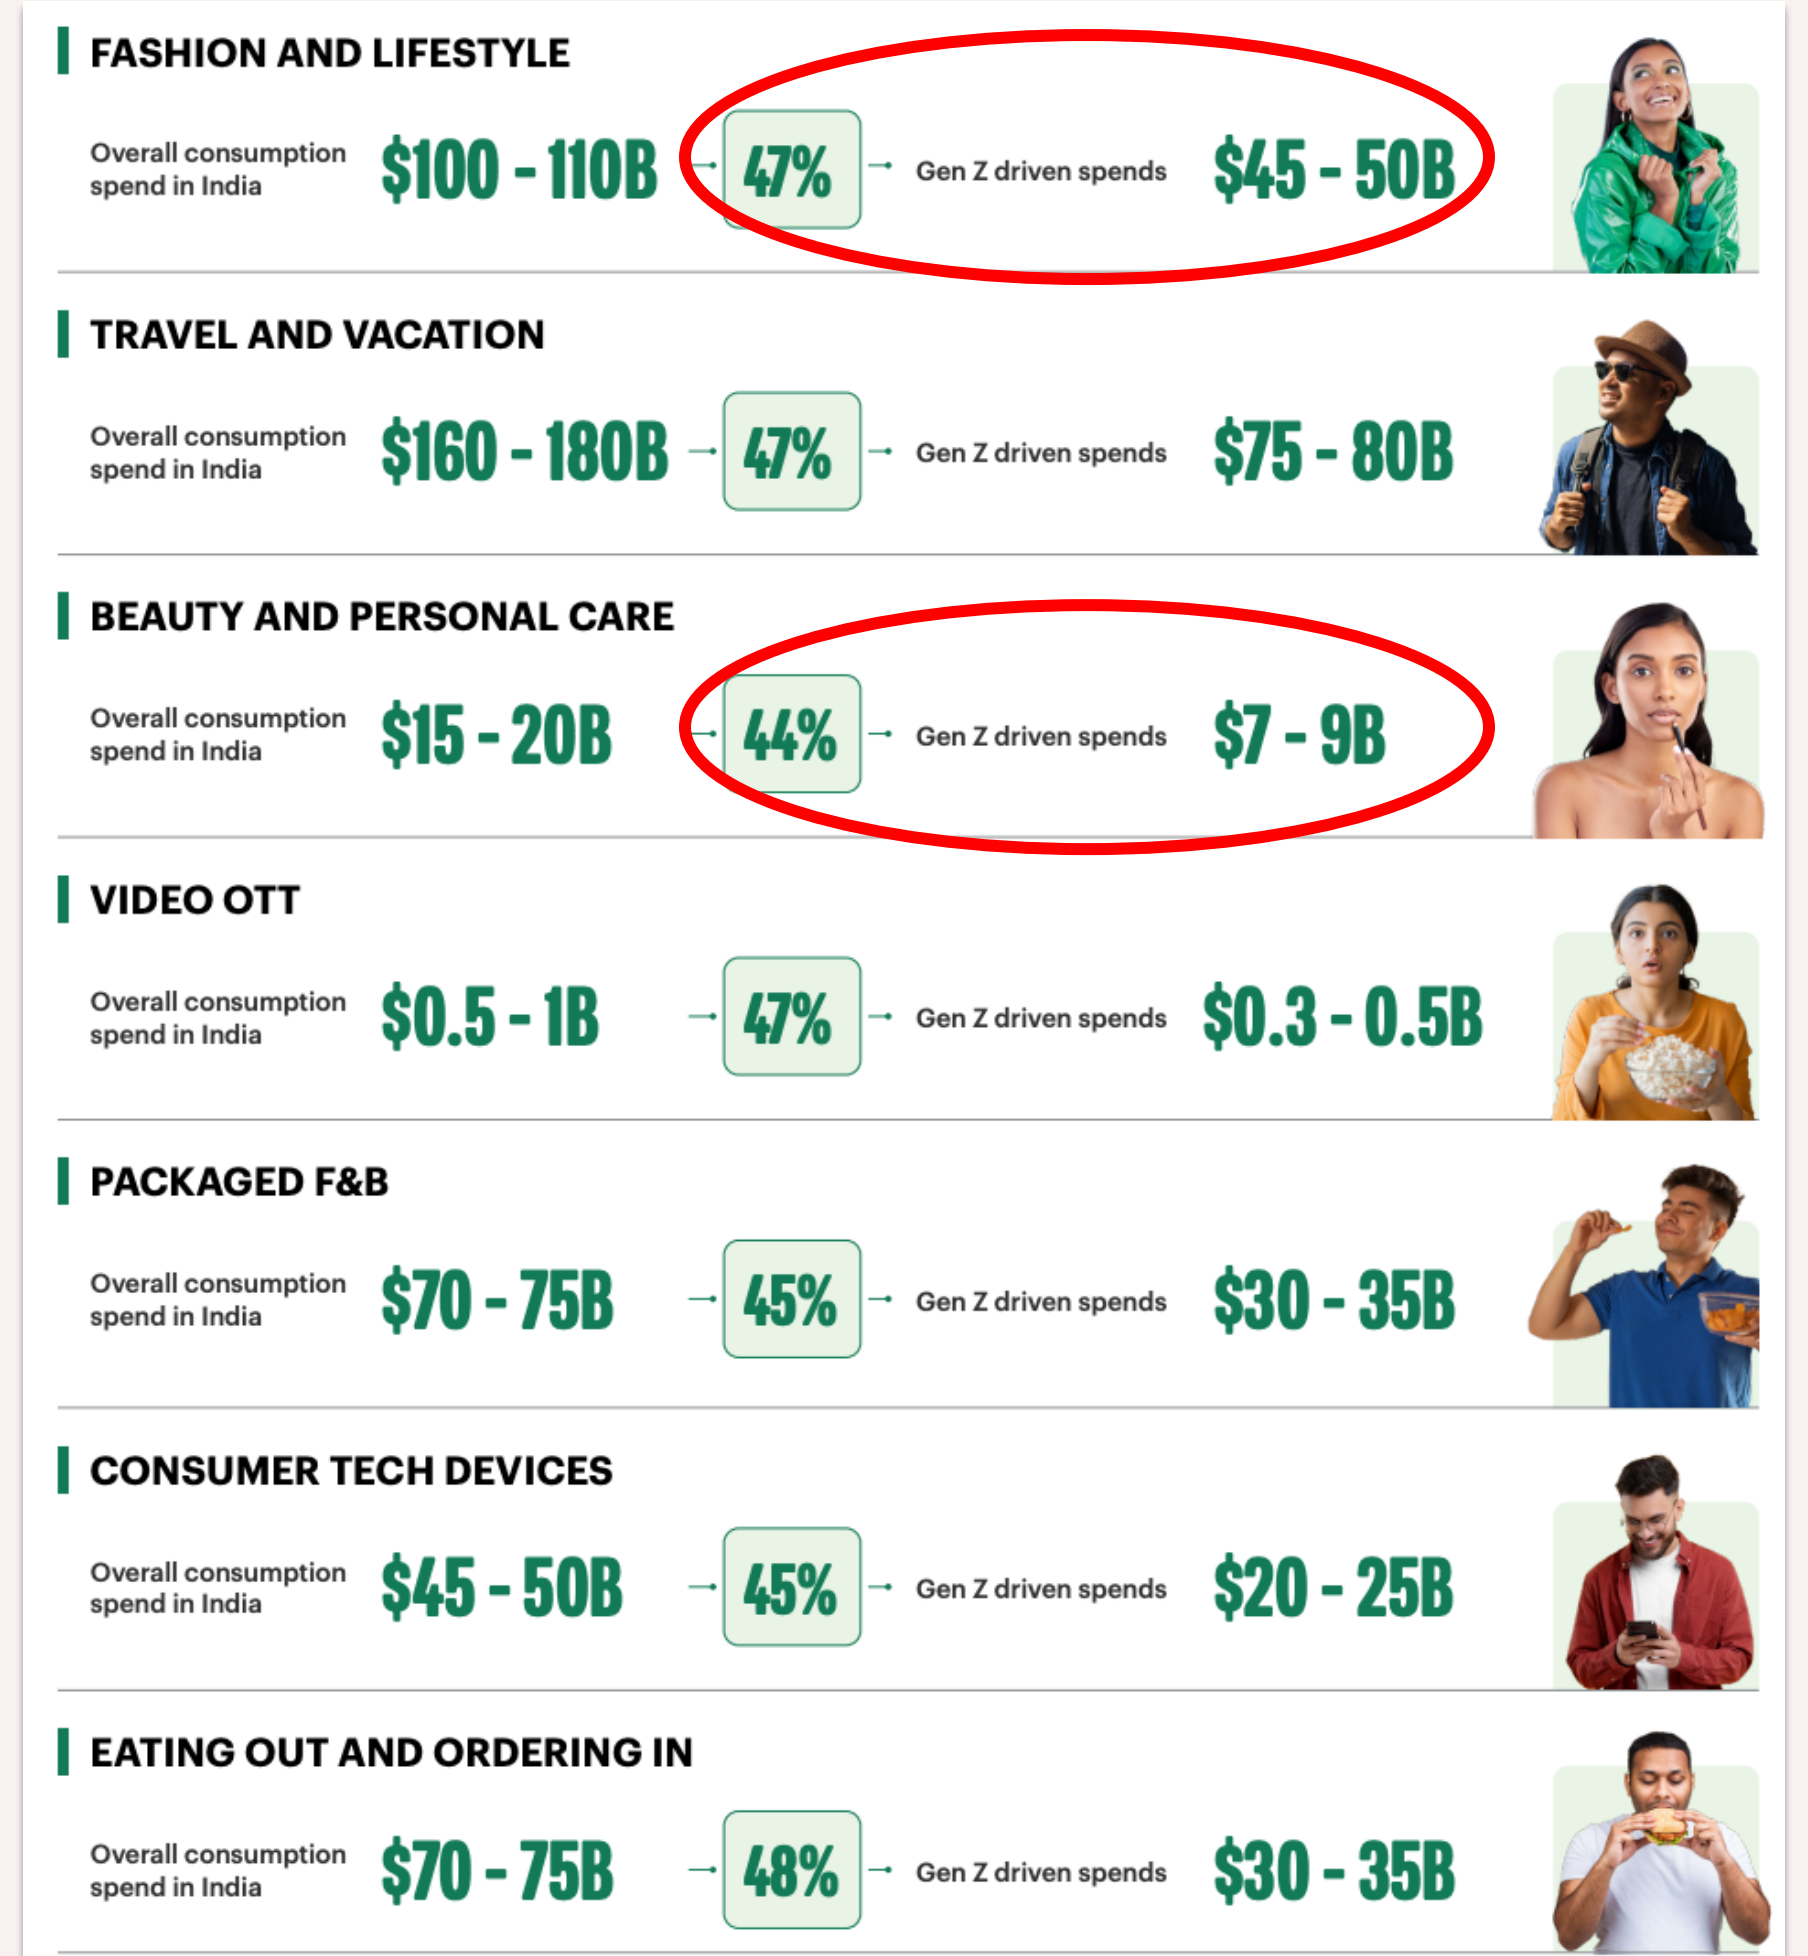 FASHION AND LIFESTYLE
Overall consumption
spend in India
$100 - 110B
47%
Gen Z driven spends
$45 - 50B
TRAVEL AND VACATION
Overall consumption
spend in India
$160 - 180B
47%
Gen Z driven spends
$75 - 80B
BEAUTY AND PERSONAL CARE
Overall consumption
spend in India
$15 - 20B
44%
Gen Z driven spends
$7 - 9B
VIDEO OTT
Overall consumption
spend in India
$0.5 - 1B
47%
Gen Z driven spends
$0.3 - 0.5B
PACKAGED F&B
Overall consumption
spend in India
$70 - 75B
45%
Gen Z driven spends
$30 - 35B
CONSUMER TECH DEVICES
Overall consumption
spend in India
$45 - 50B
45%
Gen Z driven spends
$20 - 25B
EATING OUT AND ORDERING IN
Overall consumption
spend in India
$70 - 75B
48%
Gen Z driven spends
$30 - 35B